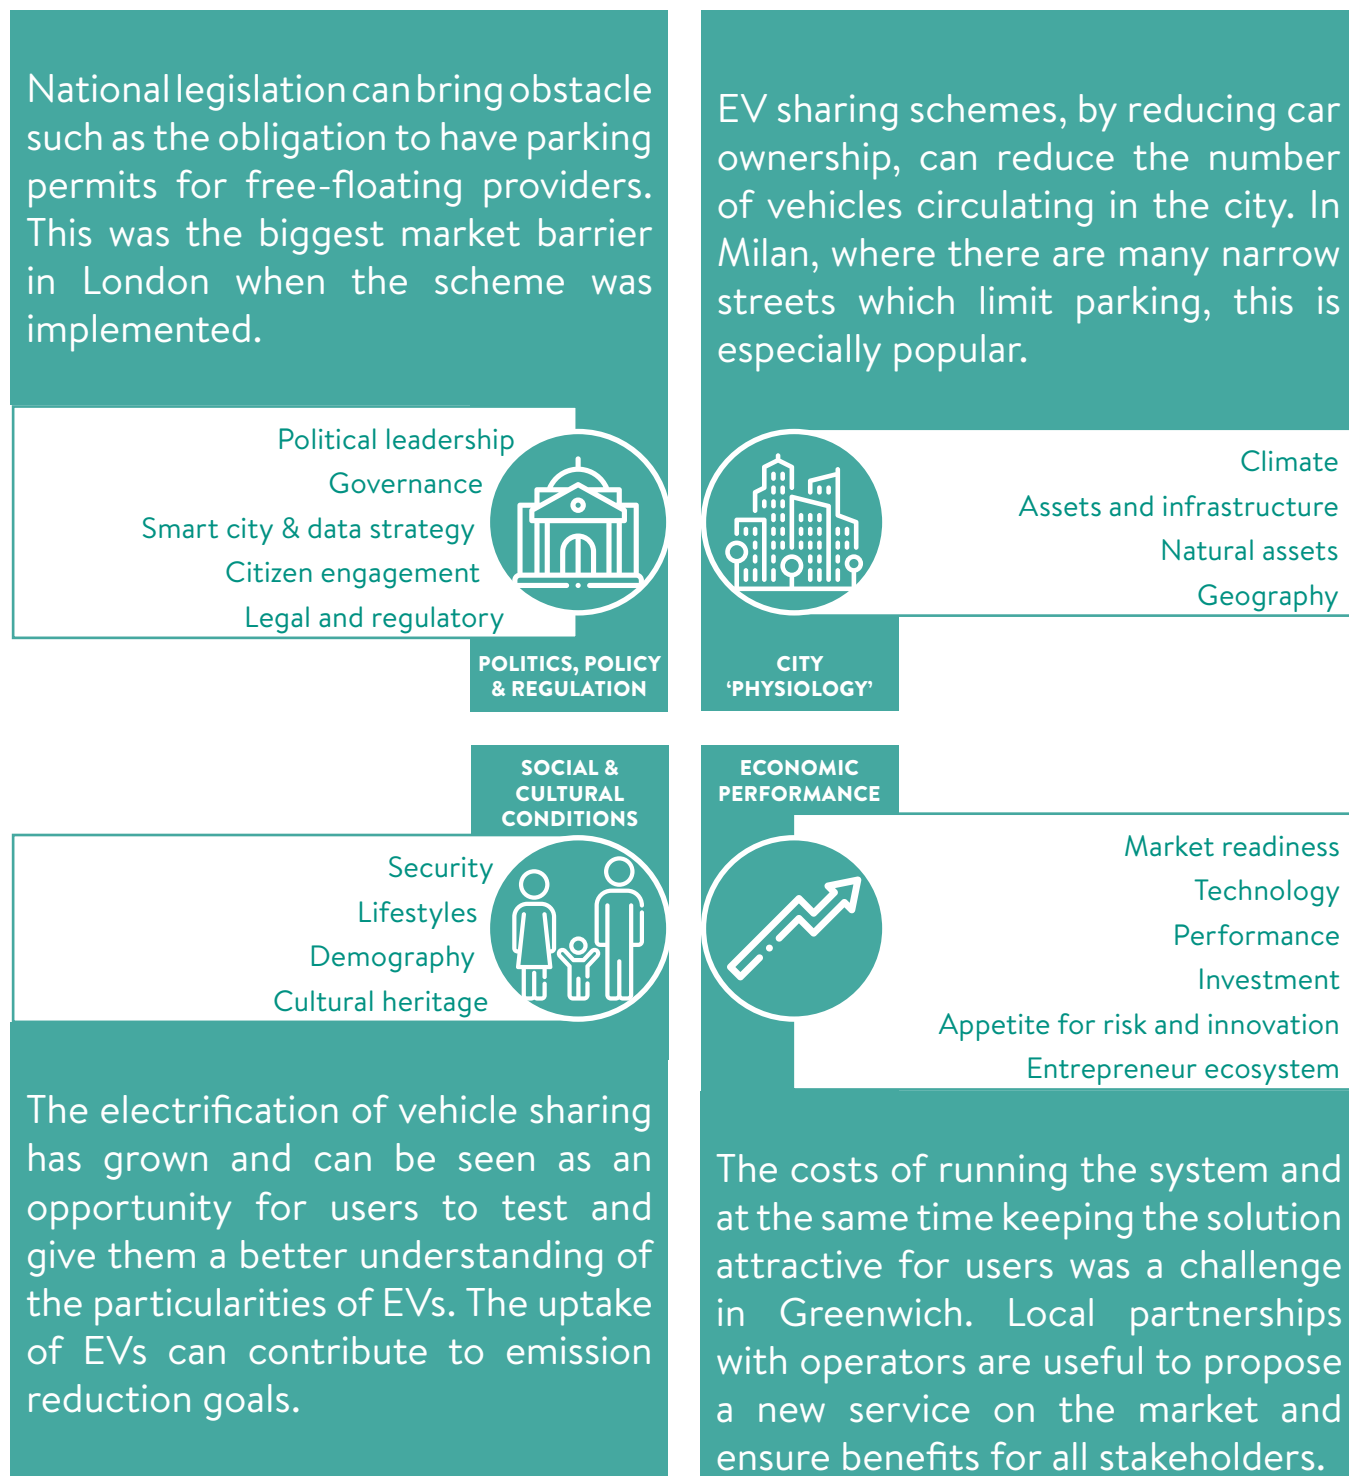 National legislation can bring obstacle
such as the obligation to have parking
permits for free-floating providers.
This was the biggest market barrier
in London when the scheme was
implemented.
Political leadership
Governance
Smart city & data strategy
Citizen engagement
Legal and regulatory
POLITICS, POLICY
& REGULATION
EV sharing schemes, by reducing car
ownership, can reduce the number
of vehicles circulating in the city. In
Milan, where there are many narrow
streets which limit parking, this is
especially popular.
Climate
Assets and infrastructure
Natural assets
Geography
CITY
‘PHYSIOLOGY’
SOCIAL &
CULTURAL
CONDITIONS
Security
Lifestyles
Demography
Cultural heritage
The electrification of vehicle sharing
has grown and can be seen as an
opportunity for users to test and
give them a better understanding of
the particularities of EVs. The uptake
of EVs can contribute to emission
reduction goals.
ECONOMIC
PERFORMANCE
Market readiness
Technology
Performance
Investment
Appetite for risk and innovation
Entrepreneur ecosystem
The costs of running the system and
at the same time keeping the solution
attractive for users was a challenge
in Greenwich. Local partnerships
with operators are useful to propose
a new service on the market and
ensure benefits for all stakeholders.